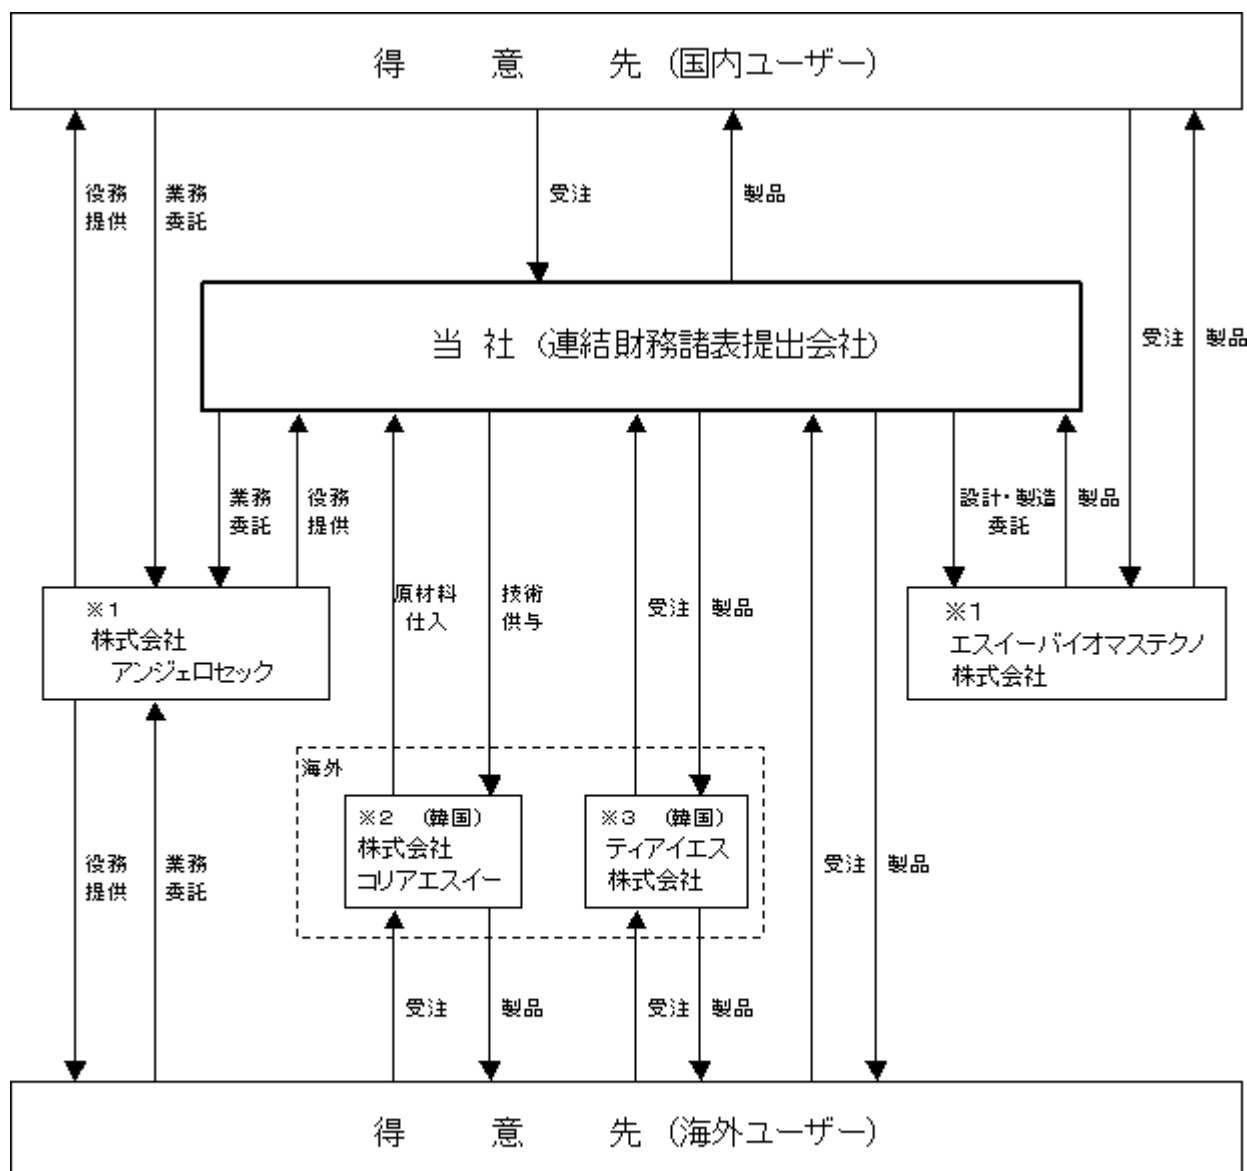 得 意 先 (国内ユーザー)
役務
提供
業務
委託
受注
製品
受注
製品
当 社 (連結財務諸表提出会社)
業務
委託
役務
提供
原材料
仕入
技術
供与
受注
製品
設計・製造
委託
製品
※1
株式会社
アンジェロセック
※1
エスイーバイオマステクノ
株式会社
海外
※2 (韓国)
株式会社
コリアエスイー
※3 (韓国)
ティアイエス
株式会社
役務
提供
業務
委託
受注
製品
受注
製品
受注
製品
得 意 先 (海外ユーザー)